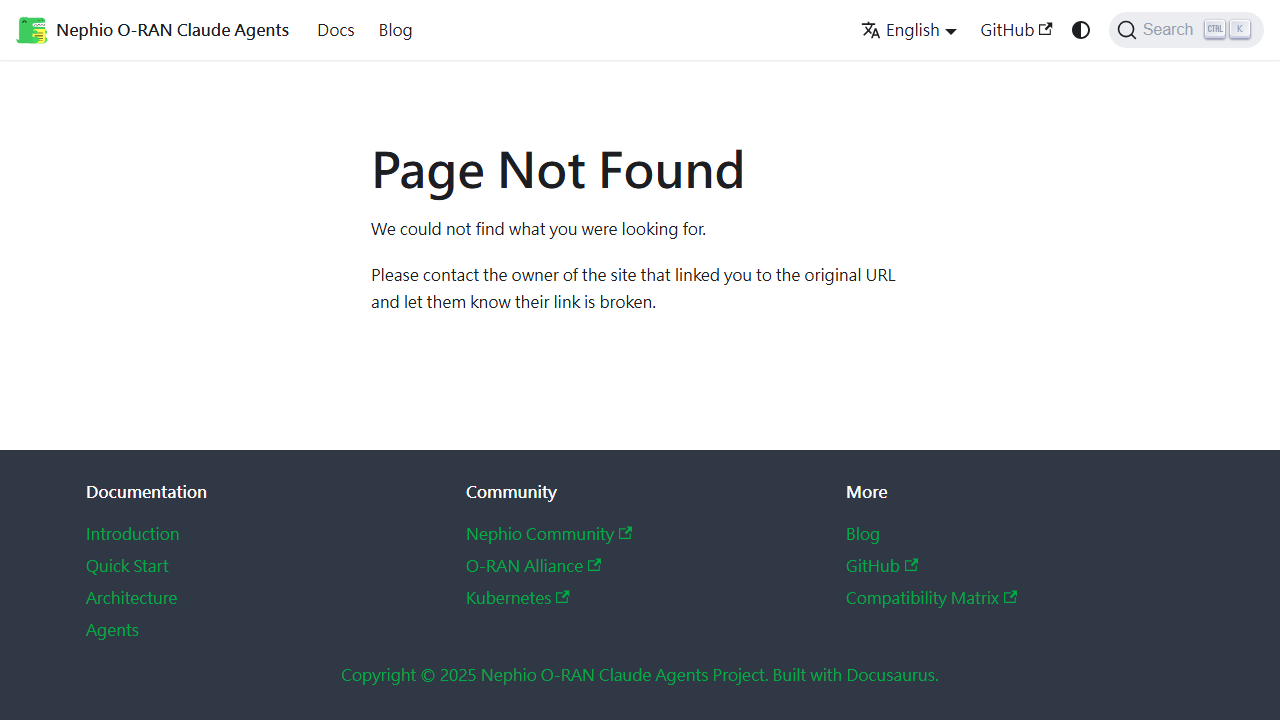 Nephio O-RAN Claude Agents Docs Blog English GitHub Search CTRL K
Page Not Found
We could not find what you were looking for.
Please contact the owner of the site that linked you to the original URL
and let them know their link is broken.
Documentation
Introduction
Quick Start
Architecture
Agents
Community
Nephio Community
O-RAN Alliance
Kubernetes
More
Blog
GitHub
Compatibility Matrix
Copyright © 2025 Nephio O-RAN Claude Agents Project. Built with Docusaurus.